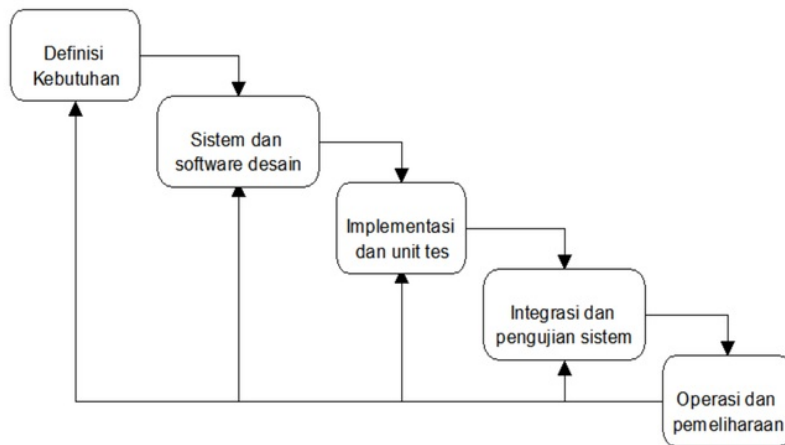 Definisi
Kebutuhan
Sistem dan
software desain
Implementasi
dan unit tes
Integrasi dan
pengujian sistem
Operasi dan
pemeliharaan